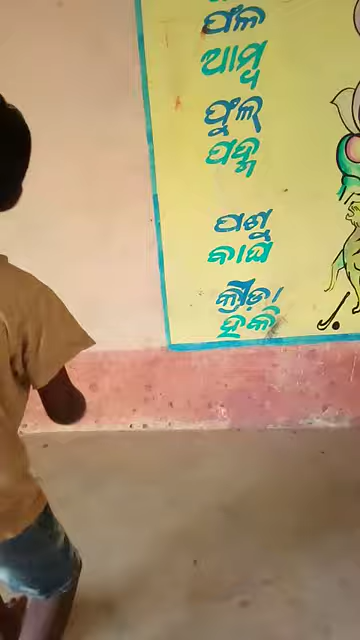 ଫଳ
ଆମ୍ବ
ଫୁଲ
ପଦ୍ମ
ପଶୁ
ବାଘ
କ୍ରୀଡ଼ା
ହକି